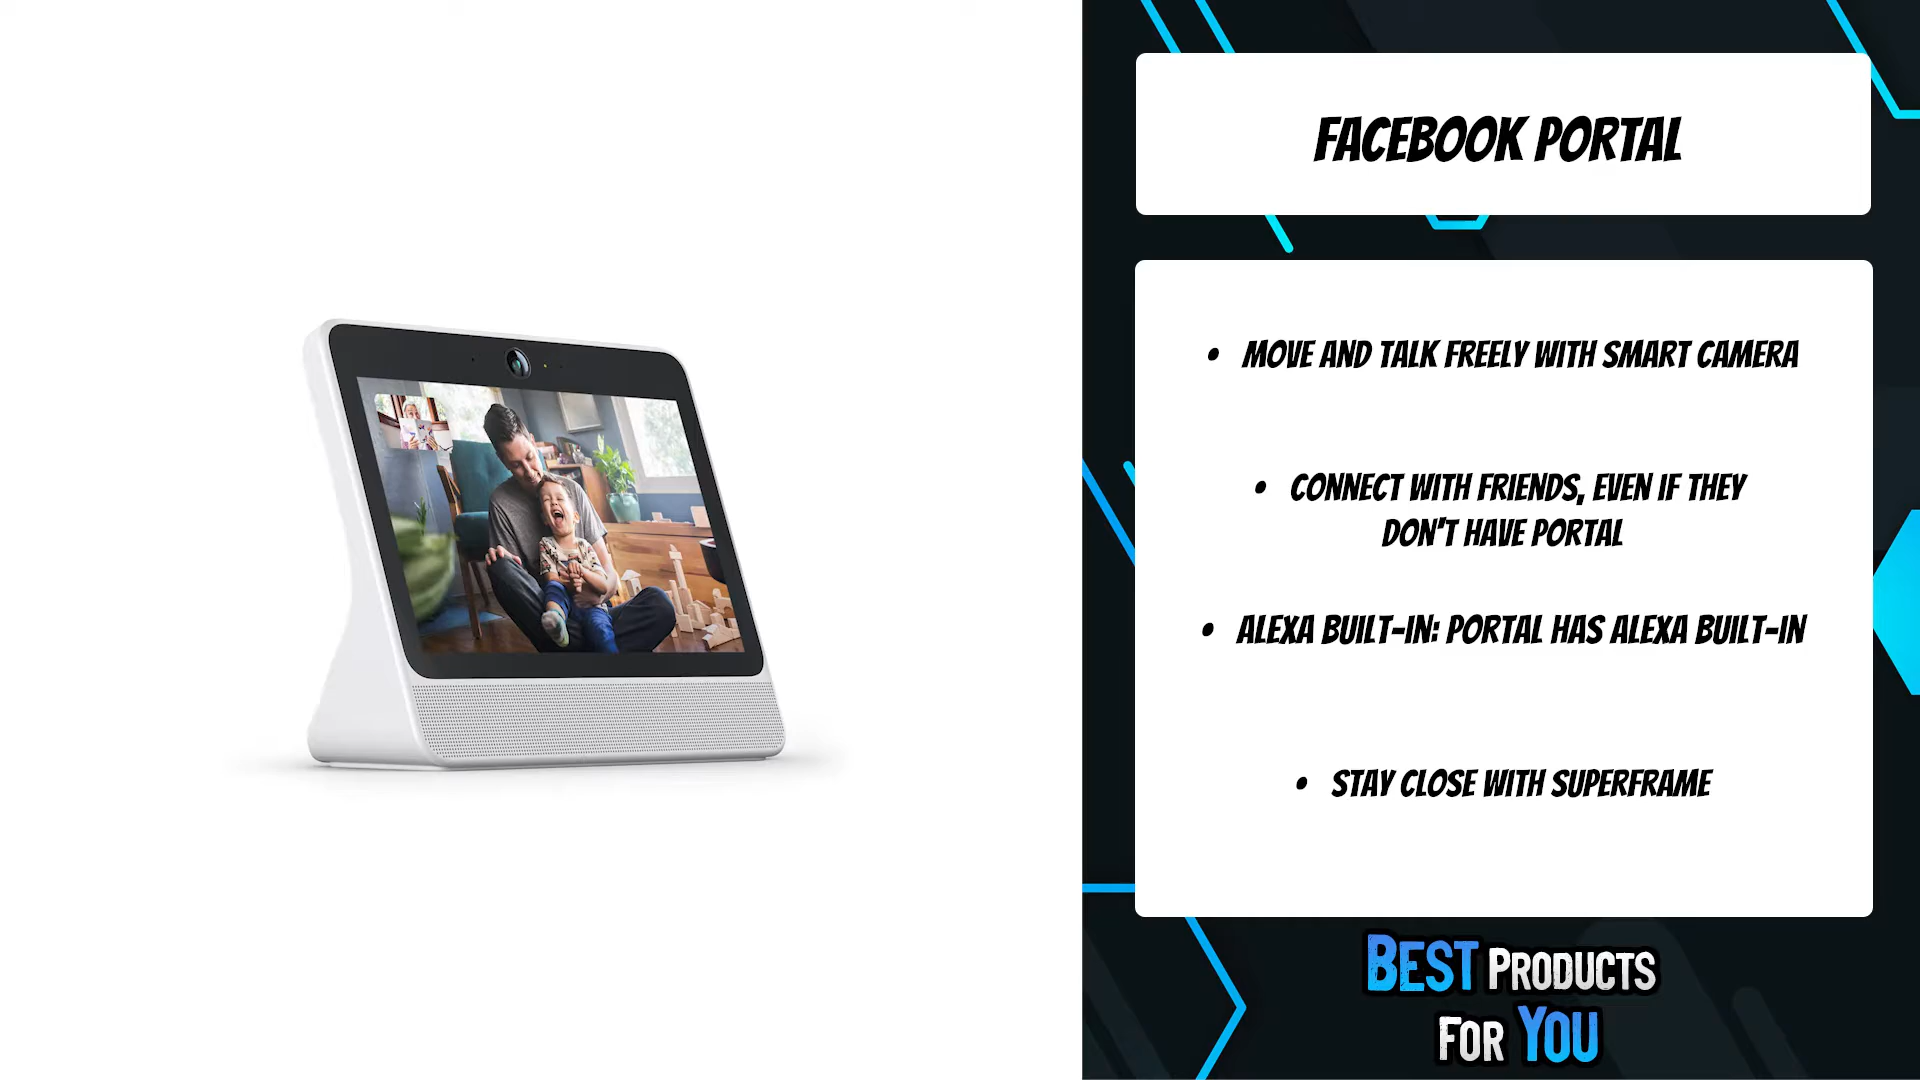 FACEBOOK PORTAL
• MOVE AND TALK FREELY WITH SMART CAMERA
• CONNECT WITH FRIENDS, EVEN IF THEY
DON'T HAVE PORTAL
• ALEXA BUILT-IN: PORTAL HAS ALEXA BUILT-IN
• STAY CLOSE WITH SUPERFRAME
BEST PRODUCTS
FOR YOU